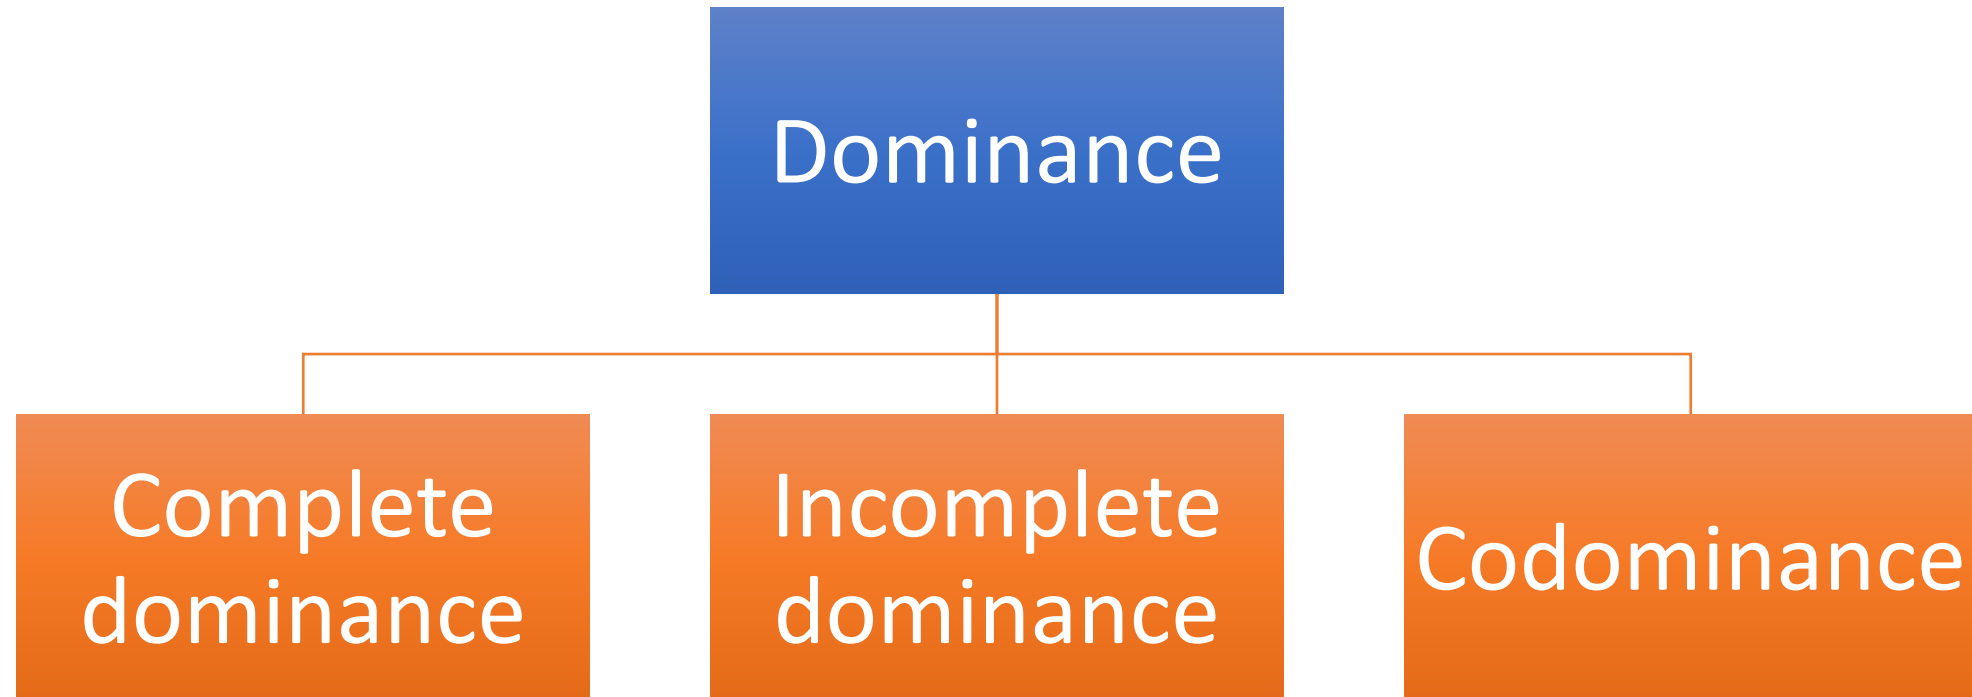 Dominance
Complete
dominance
Incomplete
dominance
Codominance